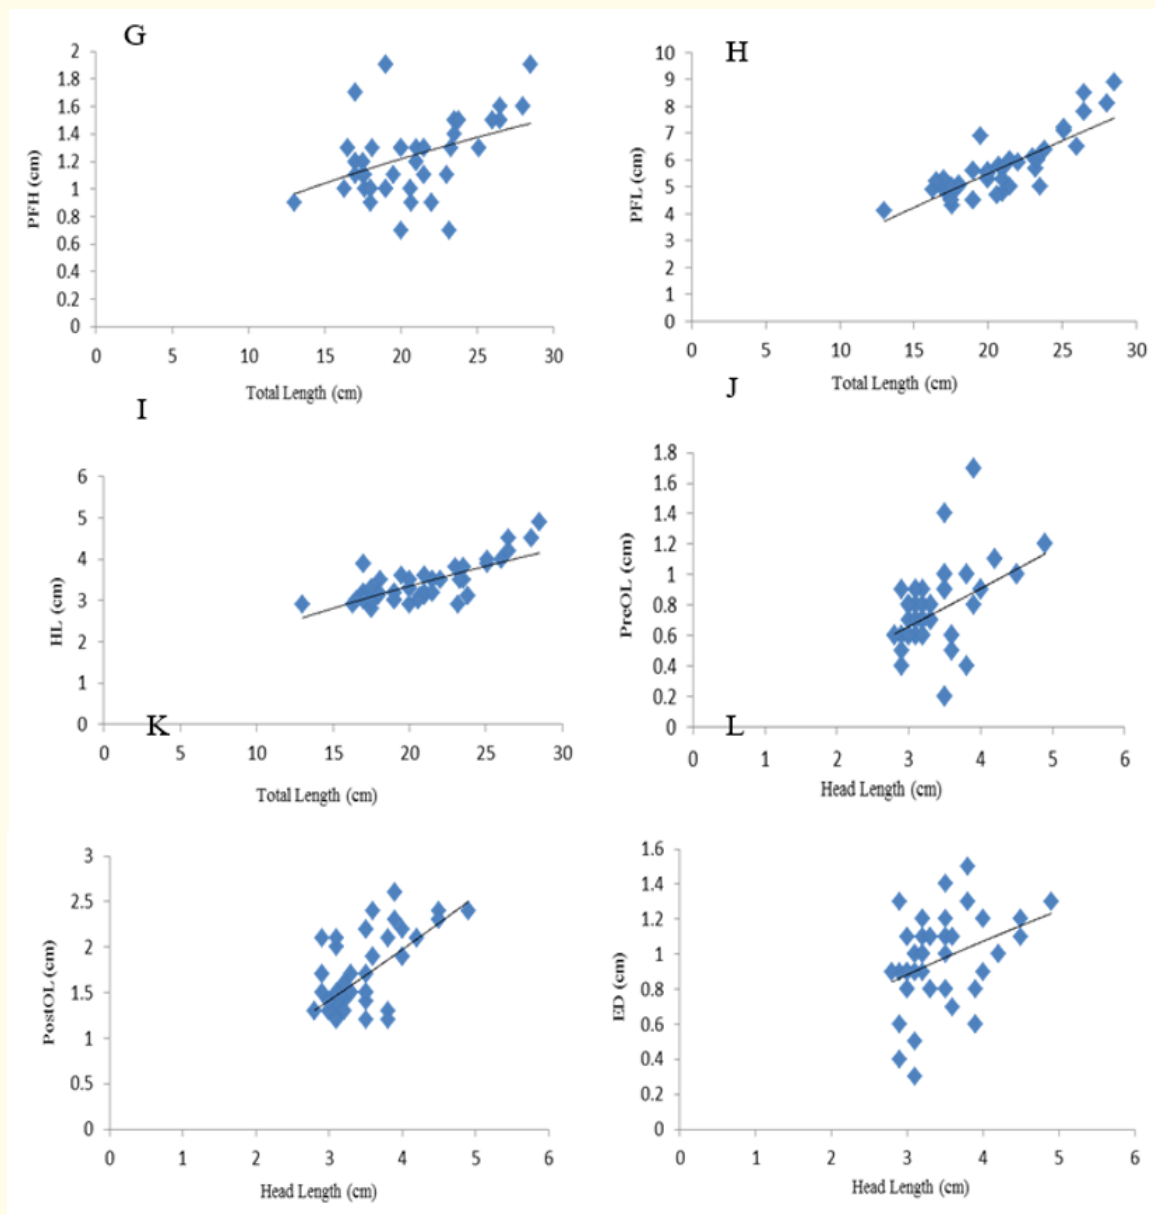 G
2
1.8
1.6
1.4
1.2
1
0.8
0.6
0.4
0.2
0
PFH (cm)
0 5 10 15 20 25 30
Total Length (cm)
H
10
9
8
7
6
5
4
3
2
1
0
PFL (cm)
0 5 10 15 20 25 30
Total Length (cm)
I
6
5
4
3
2
1
0
HL (cm)
0 5 10 15 20 25 30
Total Length (cm)
J
1.8
1.6
1.4
1.2
1
0.8
0.6
0.4
0.2
0
PreOL (cm)
0 1 2 3 4 5 6
Head Length (cm)
K
3
2.5
2
1.5
1
0.5
0
PostOL (cm)
0 1 2 3 4 5 6
Head Length (cm)
L
1.6
1.4
1.2
1
0.8
0.6
0.4
0.2
0
ED (cm)
0 1 2 3 4 5 6
Head Length (cm)